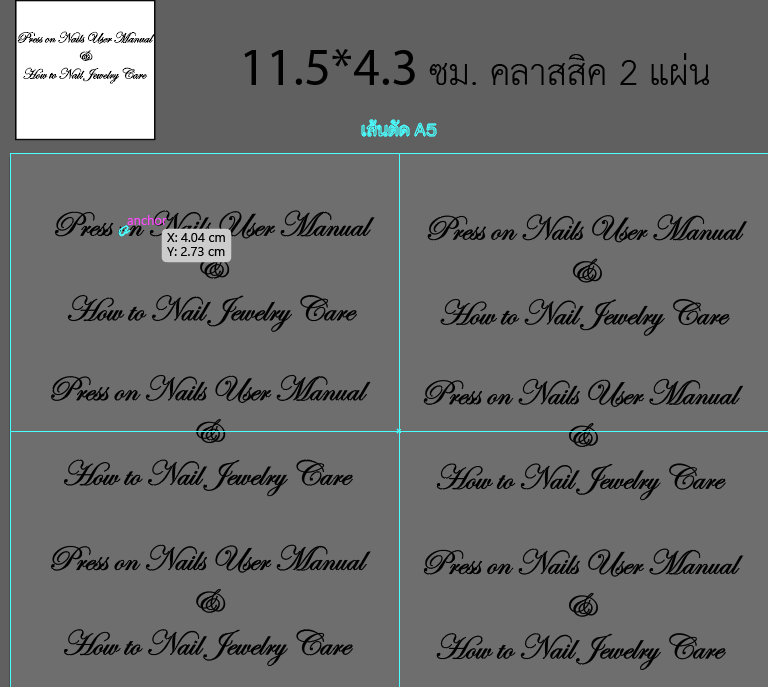 Press on Nails User Manual
&
How to Nail Jewelry Care
11.5*4.3 ซม. คลาสสิค 2 แผ่น
เส้นตัด A5
anchor
X: 4.04 cm
Y: 2.73 cm
Press on Nails User Manual
&
How to Nail Jewelry Care
Press on Nails User Manual
&
How to Nail Jewelry Care
Press on Nails User Manual
&
How to Nail Jewelry Care
Press on Nails User Manual
&
How to Nail Jewelry Care
Press on Nails User Manual
&
How to Nail Jewelry Care
Press on Nails User Manual
&
How to Nail Jewelry Care